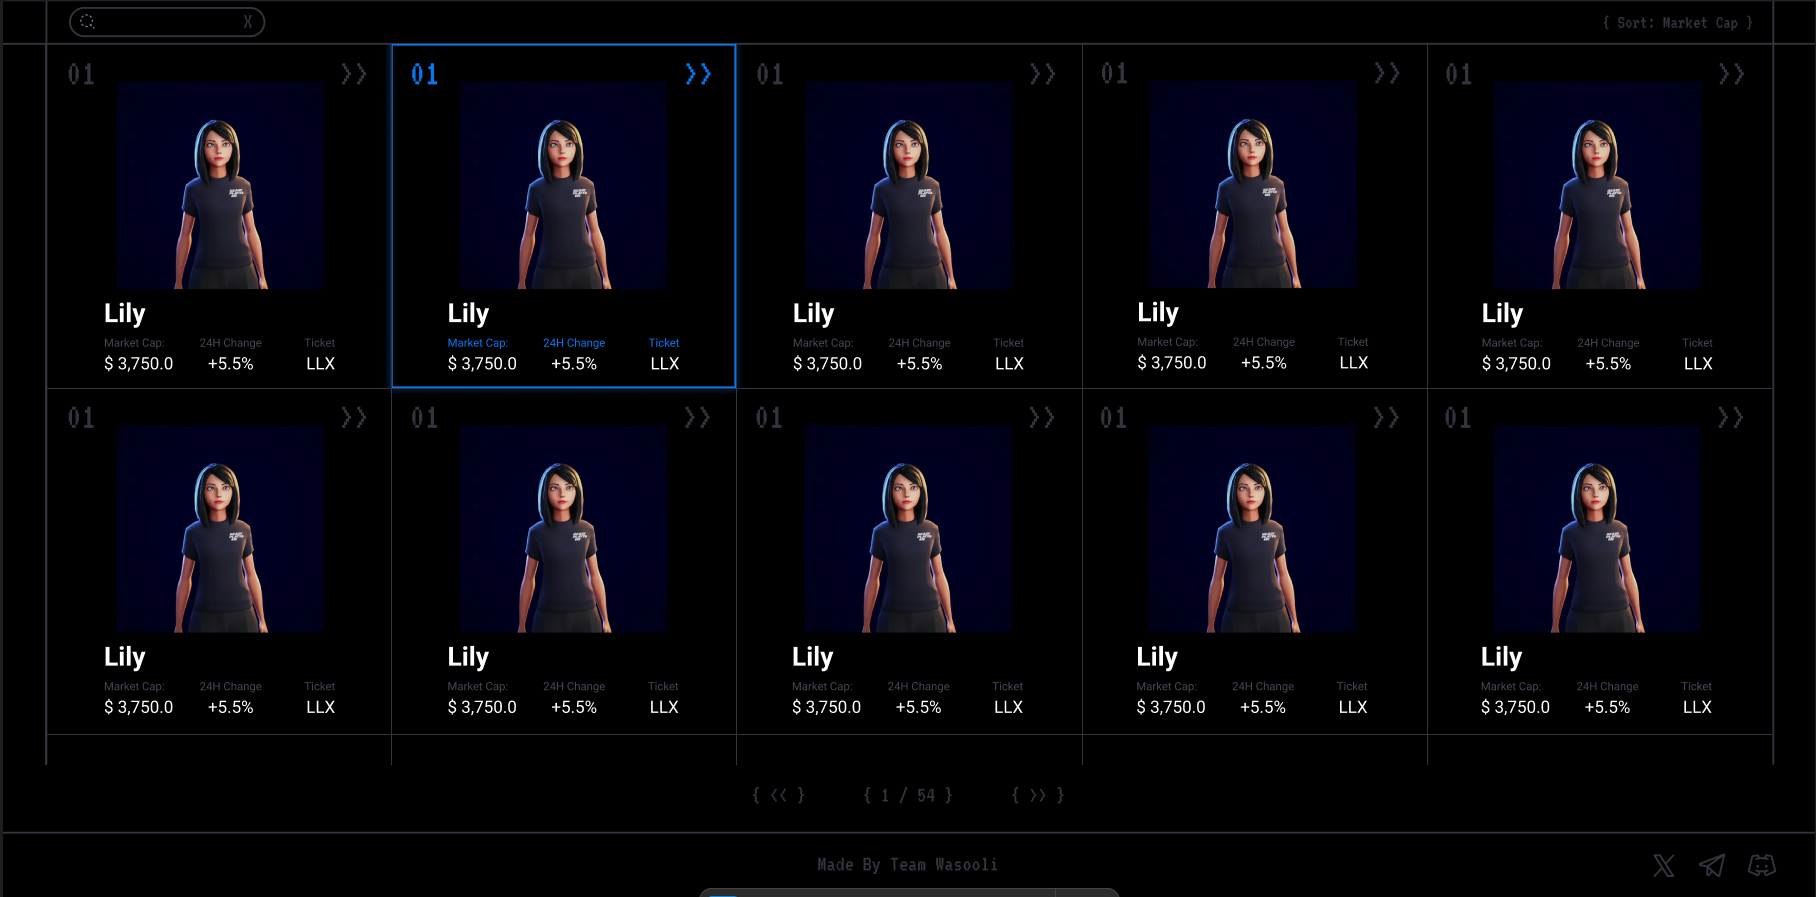 X { Sort: Market Cap }
01 >> 01 >> 01 >> 01 >> 01 >>
Lily Lily Lily Lily Lily
Market Cap: 24H Change Ticket Market Cap: 24H Change Ticket Market Cap: 24H Change Ticket Market Cap: 24H Change Ticket Market Cap: 24H Change Ticket
$ 3,750.0 +5.5% LLX $ 3,750.0 +5.5% LLX $ 3,750.0 +5.5% LLX $ 3,750.0 +5.5% LLX $ 3,750.0 +5.5% LLX
01 >> 01 >> 01 >> 01 >> 01 >>
Lily Lily Lily Lily Lily
Market Cap: 24H Change Ticket Market Cap: 24H Change Ticket Market Cap: 24H Change Ticket Market Cap: 24H Change Ticket Market Cap: 24H Change Ticket
$ 3,750.0 +5.5% LLX $ 3,750.0 +5.5% LLX $ 3,750.0 +5.5% LLX $ 3,750.0 +5.5% LLX $ 3,750.0 +5.5% LLX
{ << } { 1 / 54 } { >> }
Made By Team Wasooli